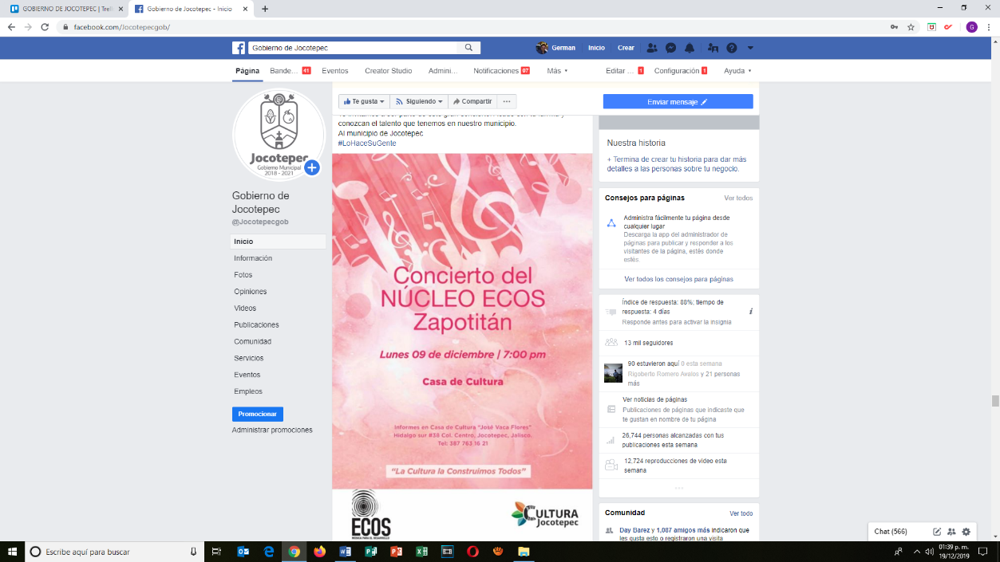 GOBIERNO DE JOCOTEPEC | Tre
Gobierno de Jocotepec - Inicio
facebook.com/Jocotepecgob/
G
Gobierno de Jocotepec
German
Inicio
Crear
Página
Bande... 41
Eventos
Creator Studio
Admini...
Notificaciones 07
Más
Editar ... 1
Configuración 1
Ayuda
Jocotepec
Gobierno Municipal
2018 - 2021
Gobierno de
Jocotepec
@Jocotepecgob
Inicio
Información
Fotos
Opiniones
Videos
Publicaciones
Comunidad
Servicios
Eventos
Empleos
Promocionar
Administrar promociones
Te gusta
Siguiendo
Compartir
...
Enviar mensaje
conozcan el talento que tenemos en nuestro municipio.
Al municipio de Jocotepec
#LoHaceSuGente
Concierto del
NÚCLEO ECOS
Zapotitán
Lunes 09 de diciembre | 7:00 pm
Casa de Cultura
Informes en Casa de Cultura "José Vaca Flores"
Hidalgo sur #38 Col. Centro, Jocotepec, Jalisco.
Tel: 387 763 16 21
"La Cultura la Construimos Todos"
ECOS
MÚSICA PARA EL DESARROLLO
CULTURA
Jocotepec
Nuestra historia
+ Termina de crear tu historia para dar más
detalles a las personas sobre tu negocio.
Consejos para páginas
Ver todos
Administra fácilmente tu página desde
cualquier lugar
Descarga la app del administrador de
páginas para publicar y responder a los
visitantes de la página, estés donde
estés.
Ver todos los consejos para páginas
Índice de respuesta: 88%; tiempo de
respuesta: 4 días
Responde antes para activar la insignia
13 mil seguidores
90 estuvieron aquí 0 esta semana
Rigoberto Romero Avalos y 21 personas
más
Ver noticias de páginas
Publicaciones de páginas que indicaste que
te gustan en nombre de tu página
26,744 personas alcanzadas con tus
publicaciones esta semana
12,724 reproducciones de video esta
semana
...
Comunidad
Ver todo
Day Barez y 1,087 amigos más indicaron que
les gusta esto o registraron una visita
Chat (566)
Escribe aquí para buscar
01:39 p. m.
19/12/2019